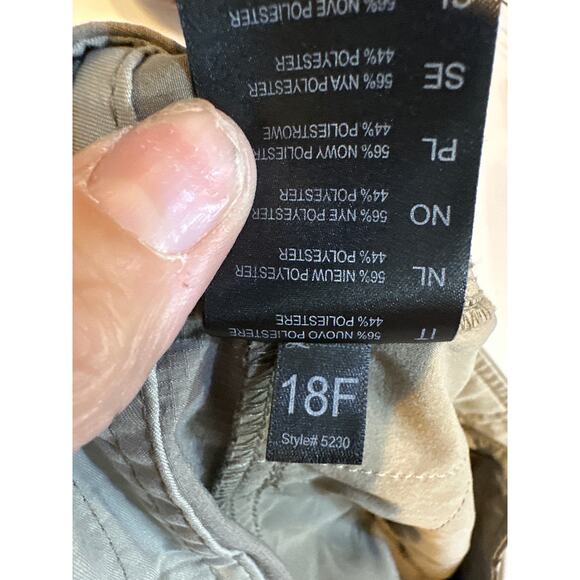 IT 56% NUOVO POLIESTERE
44% POLIESTERE
NL 56% NIEUW POLYESTER
44% POLYESTER
NO 56% NYE POLYESTER
44% POLYESTER
PL 56% NOWY
44% POLIESTROWE
SE 56% NYA POLYESTER
44% POLYESTER
56%
18F
Style# 5230